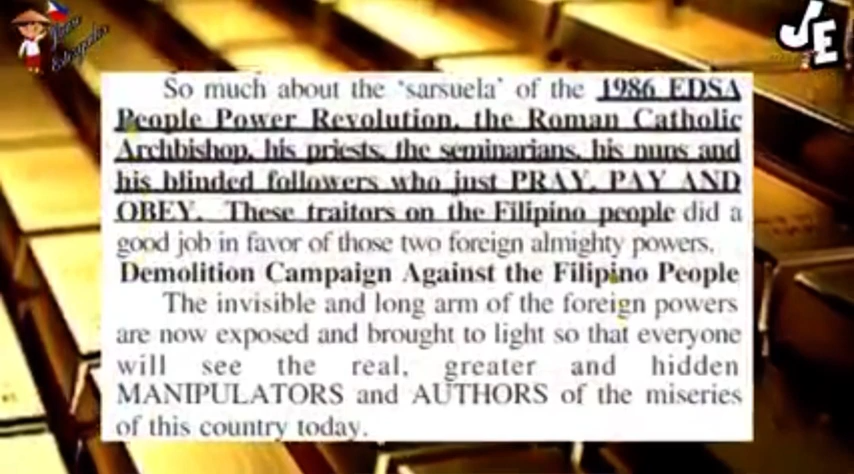 JE
So much about the 'sarsuela' of the 1986 EDSA
People Power Revolution, the Roman Catholic
Archbishop, his priests, the seminarians, his nuns and
his blinded followers who just PRAY, PAY AND
OBEY. These traitors on the Filipino people did a
good job in favor of those two foreign almighty powers.
Demolition Campaign Against the Filipino People
The invisible and long arm of the foreign powers
are now exposed and brought to light so that everyone
will see the real, greater and hidden
MANIPULATORS and AUTHORS of the miseries
of this country today.